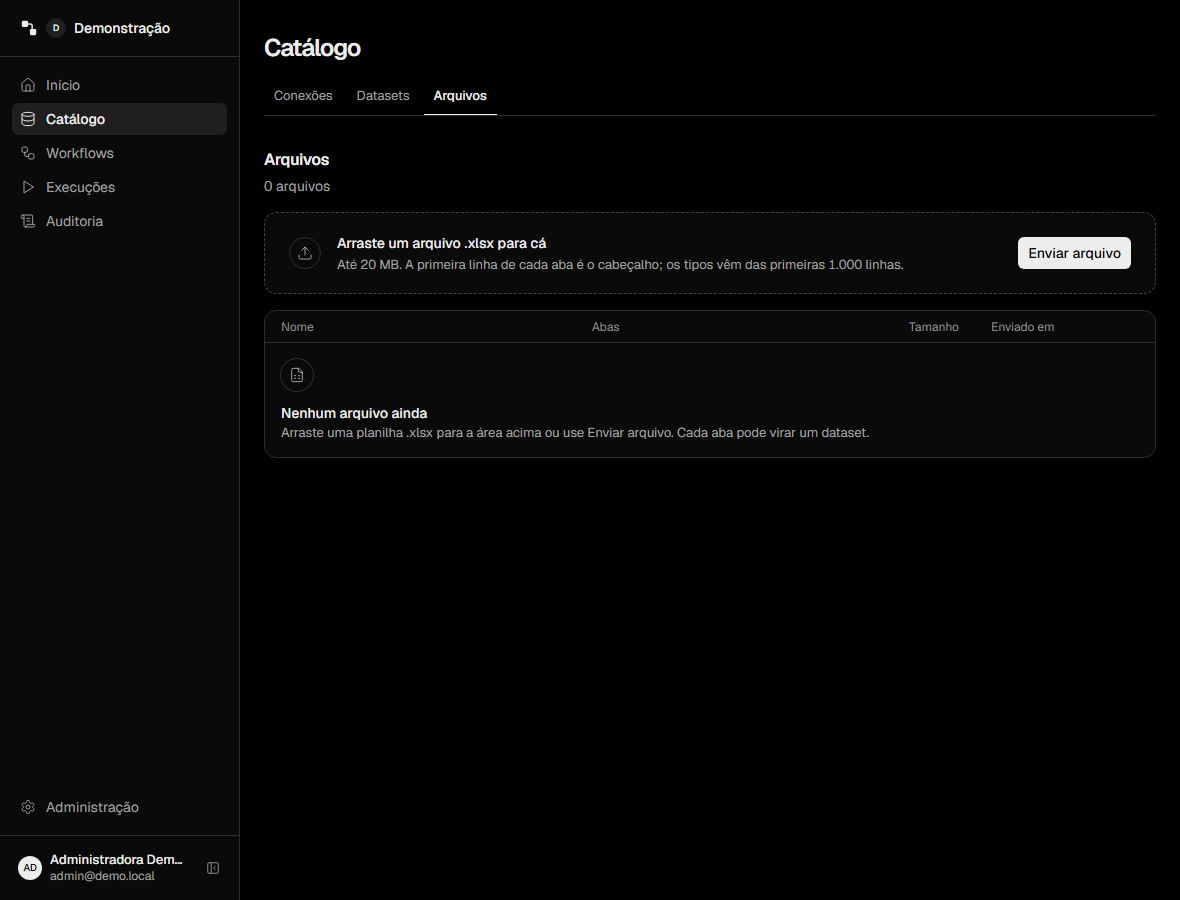 D Demonstração
Início
Catálogo
Workflows
Execuções
Auditoria
Administração
AD
Administradora Dem...
admin@demo.local
Catálogo
Conexões Datasets Arquivos
Arquivos
0 arquivos
Arraste um arquivo .xlsx para cá
Até 20 MB. A primeira linha de cada aba é o cabeçalho; os tipos vêm das primeiras 1.000 linhas.
Enviar arquivo
Nome Abas Tamanho Enviado em
Nenhum arquivo ainda
Arraste uma planilha .xlsx para a área acima ou use Enviar arquivo. Cada aba pode virar um dataset.